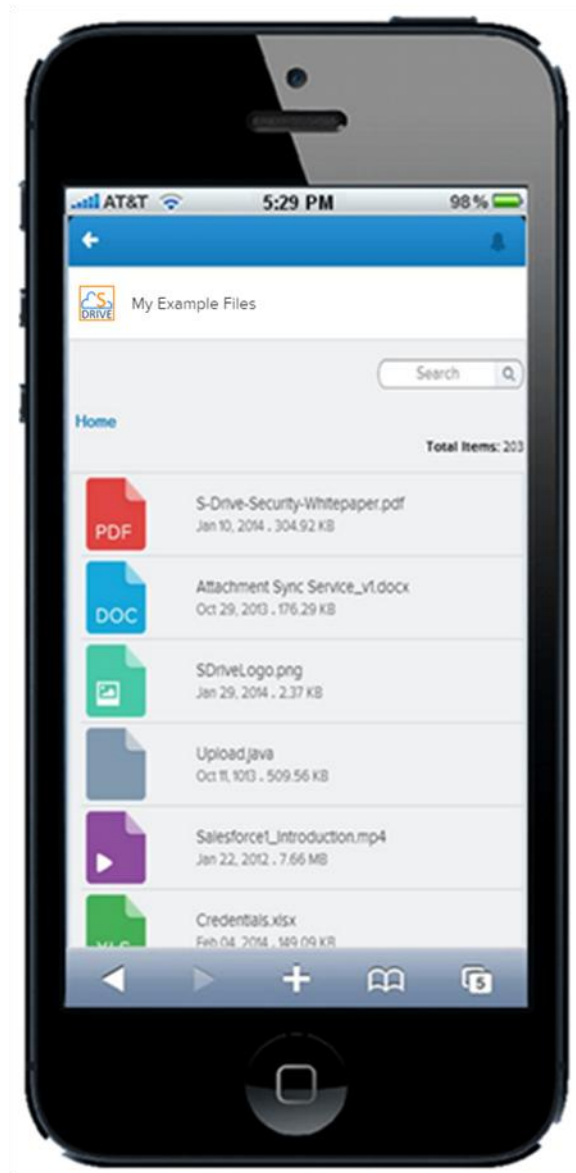 AT&T 5:29 PM 98%
S DRIVE My Example Files
Search
Home
Total Items: 203
PDF
S-Drive-Security-Whitepaper.pdf
Jan 10, 2014 . 304.92 KB
DOC
Attachment Sync Service_v1.docx
Oct 29, 2013 . 176.29 KB
SDriveLogo.png
Jan 29, 2014 . 2.37 KB
Upload.java
Oct 11, 1013 . 509.56 KB
Salesforce1_Introduction.mp4
Jan 22, 2012 . 7.66 MB
XLS
Credentials.xlsx
Feb 04, 2014 . 149.09 KB
5